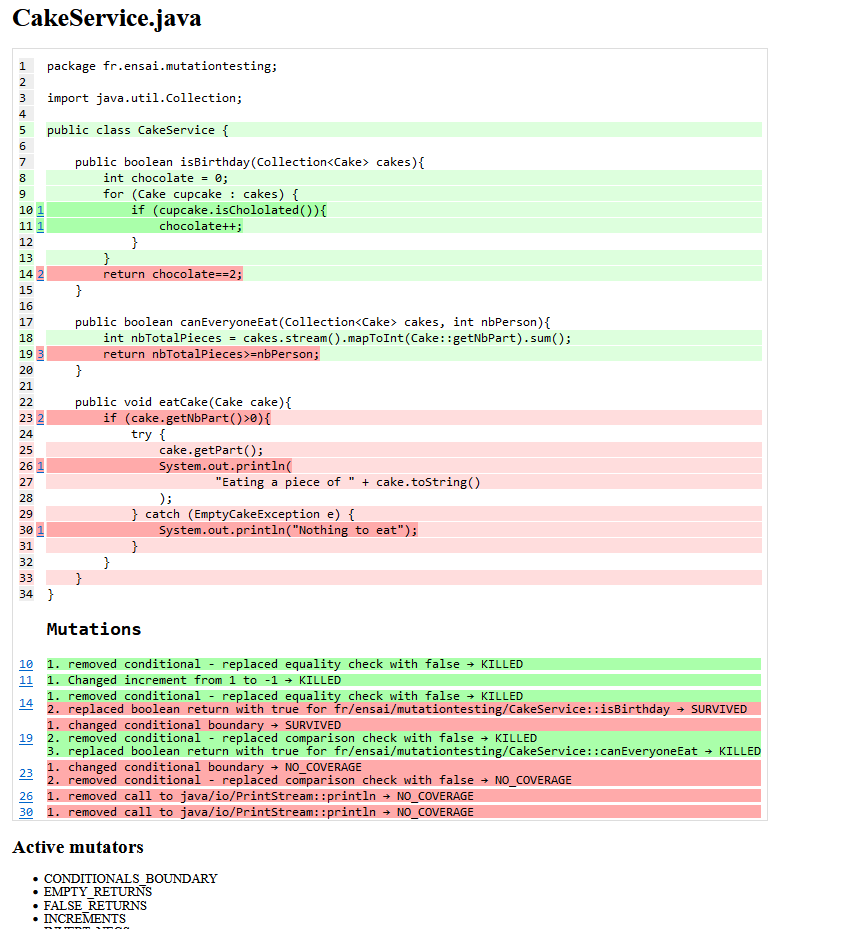 CakeService.java
1 package fr.ensai.mutationtesting;
2
3 import java.util.Collection;
4
5 public class CakeService {
6
7 public boolean isBirthday(Collection<Cake> cakes){
8 int chocolate = 0;
9 for (Cake cupcake : cakes) {
10 1 if (cupcake.isChololated()){
11 1 chocolate++;
12 }
13 }
14 2 return chocolate==2;
15 }
16
17 public boolean canEveryoneEat(Collection<Cake> cakes, int nbPerson){
18 int nbTotalPieces = cakes.stream().mapToInt(Cake::getNbPart).sum();
19 3 return nbTotalPieces>=nbPerson;
20 }
21
22 public void eatCake(Cake cake){
23 2 if (cake.getNbPart()>0){
24 try {
25 cake.getPart();
26 1 System.out.println(
27 "Eating a piece of " + cake.toString()
28 );
29 } catch (EmptyCakeException e) {
30 1 System.out.println("Nothing to eat");
31 }
32 }
33 }
34 }
Mutations
10 1. removed conditional - replaced equality check with false → KILLED
11 1. Changed increment from 1 to -1 → KILLED
14 1. removed conditional - replaced equality check with false → KILLED
2. replaced boolean return with true for fr/ensai/mutationtesting/CakeService::isBirthday → SURVIVED
19 1. changed conditional boundary → SURVIVED
2. removed conditional - replaced comparison check with false → KILLED
3. replaced boolean return with true for fr/ensai/mutationtesting/CakeService::canEveryoneEat → KILLED
23 1. changed conditional boundary → NO_COVERAGE
2. removed conditional - replaced comparison check with false → NO_COVERAGE
26 1. removed call to java/io/PrintStream::println → NO_COVERAGE
30 1. removed call to java/io/PrintStream::println → NO_COVERAGE
Active mutators
• CONDITIONALS_BOUNDARY
• EMPTY_RETURNS
• FALSE_RETURNS
• INCREMENTS